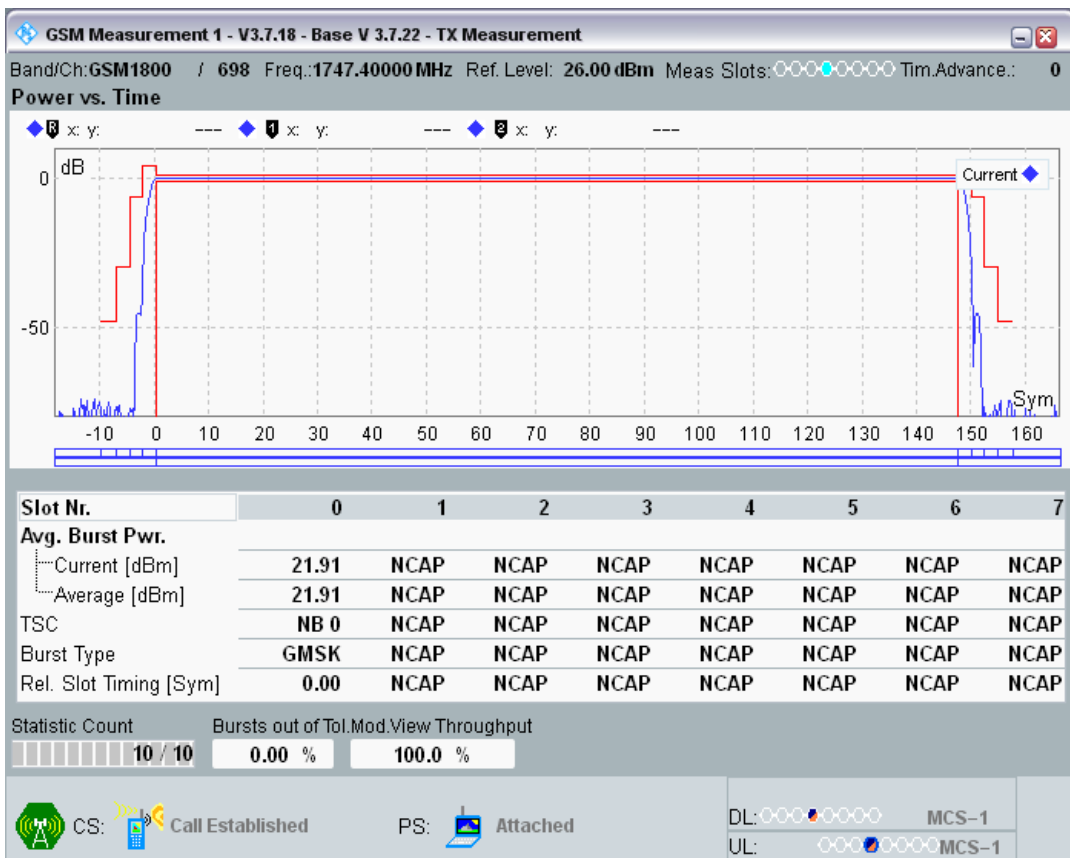 GSM Measurement 1 - V3.7.18 - Base V 3.7.22 - TX Measurement
Band/Ch:GSM1800 / 698 Freq.:1747.40000 MHz Ref. Level: 26.00 dBm Meas Slots: Tim.Advance.: 0
Power vs. Time
R x: y: --- 1 x: y: --- 2 x: y: ---
dB
Current
0
-50
Sym
-10 0 10 20 30 40 50 60 70 80 90 100 110 120 130 140 150 160
Slot Nr. 0 1 2 3 4 5 6 7
Avg. Burst Pwr.
Current [dBm] 21.91 NCAP NCAP NCAP NCAP NCAP NCAP NCAP
Average [dBm] 21.91 NCAP NCAP NCAP NCAP NCAP NCAP NCAP
TSC NB 0 NCAP NCAP NCAP NCAP NCAP NCAP NCAP
Burst Type GMSK NCAP NCAP NCAP NCAP NCAP NCAP NCAP
Rel. Slot Timing [Sym] 0.00 NCAP NCAP NCAP NCAP NCAP NCAP NCAP
Statistic Count Bursts out of Tol.Mod.View Throughput
10 / 10 0.00 % 100.0 %
CS: Call Established PS: Attached
DL: MCS-1
UL: MCS-1